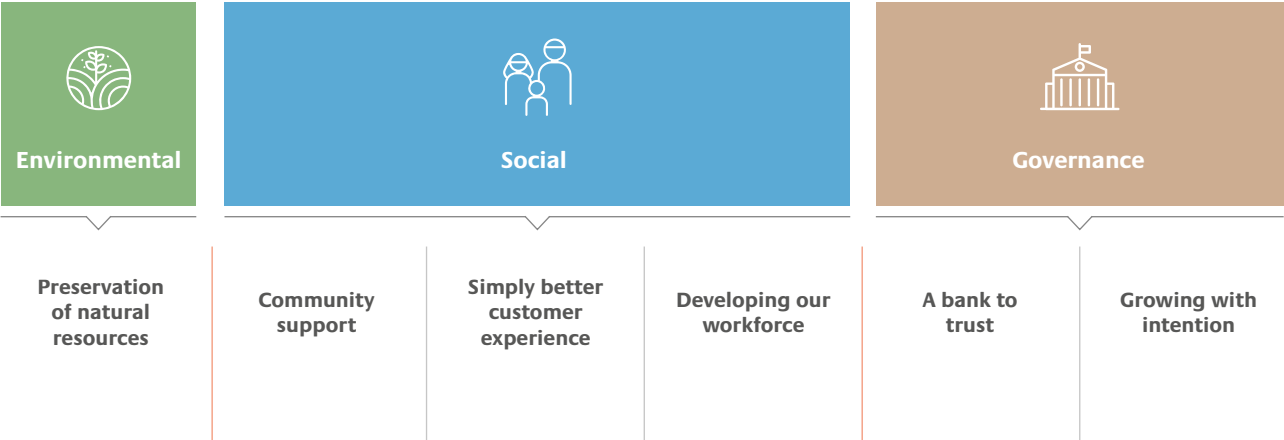 Environmental
Social
Governance
Preservation
of natural
resources
Community
support
Simply better
customer
experience
Developing our
workforce
A bank to
trust
Growing with
intention